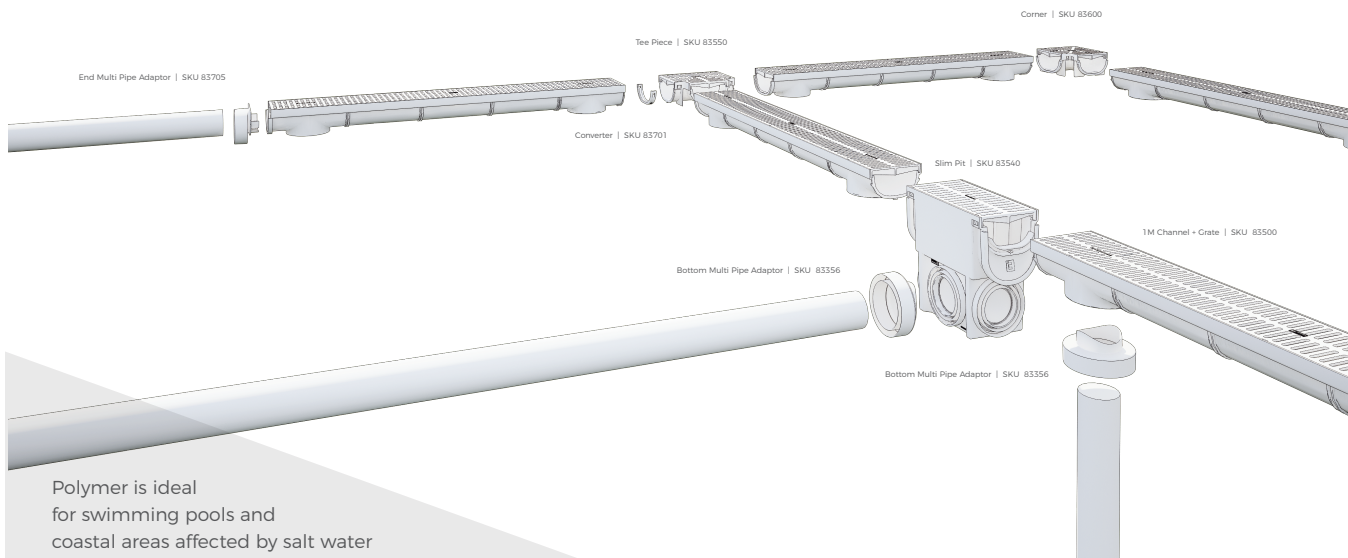 Corner | SKU 83600
Tee Piece | SKU 83550
End Multi Pipe Adaptor | SKU 83705
Converter | SKU 83701
Slim Pit | SKU 83540
1M Channel + Grate | SKU 83500
Bottom Multi Pipe Adaptor | SKU 83356
Bottom Multi Pipe Adaptor | SKU 83356
Polymer is ideal
for swimming pools and
coastal areas affected by salt water